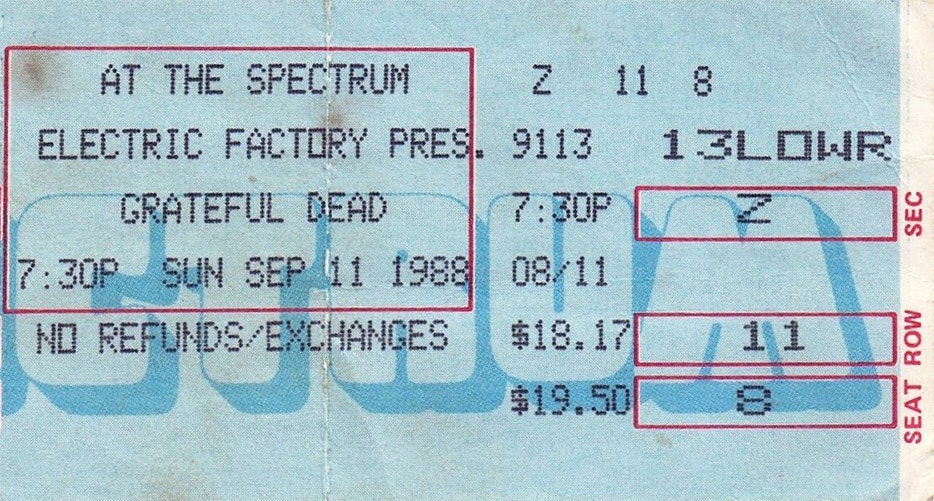 AT THE SPECTRUM Z 11 8
ELECTRIC FACTORY PRES. 9113 13LOWR
GRATEFUL DEAD 7:30P Z SEC
7:30P SUN SEP 11 1988 08/11
NO REFUNDS/EXCHANGES $18.17 11 ROW
$19.50 8 SEAT
CTRUM